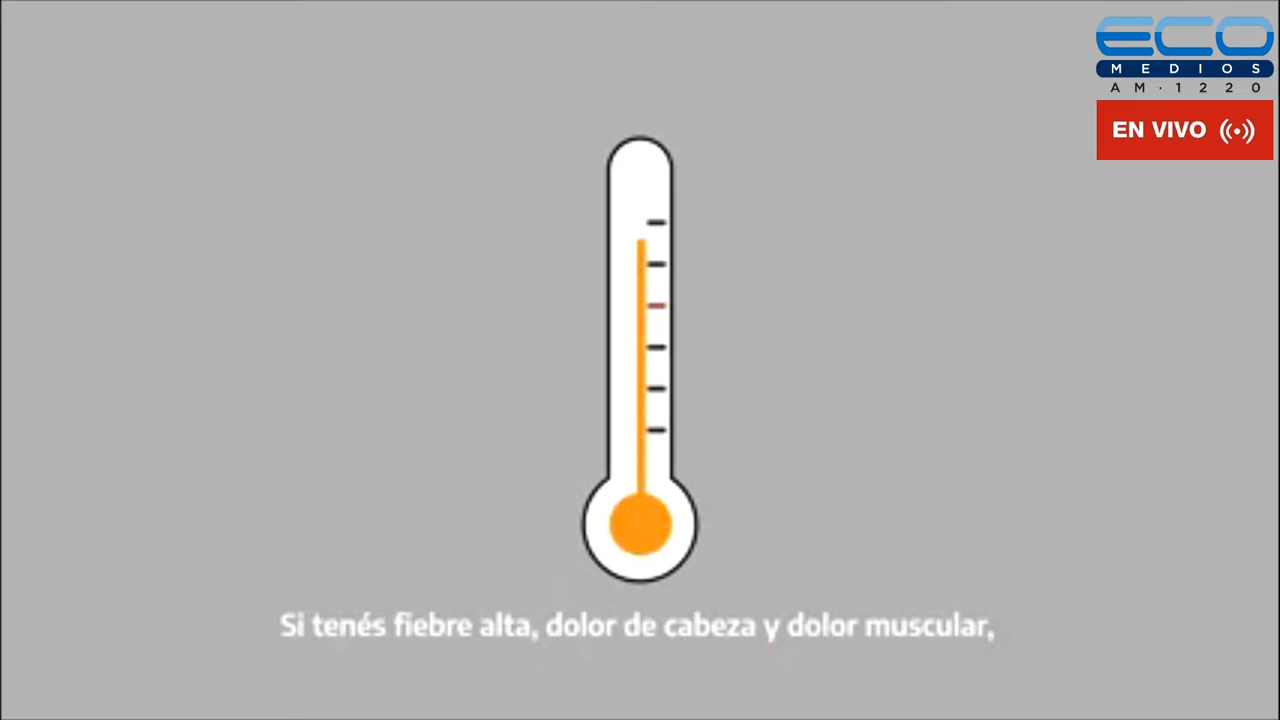 ECO
MEDIOS
AM·1220
EN VIVO
Si tenés fiebre alta, dolor de cabeza y dolor muscular,